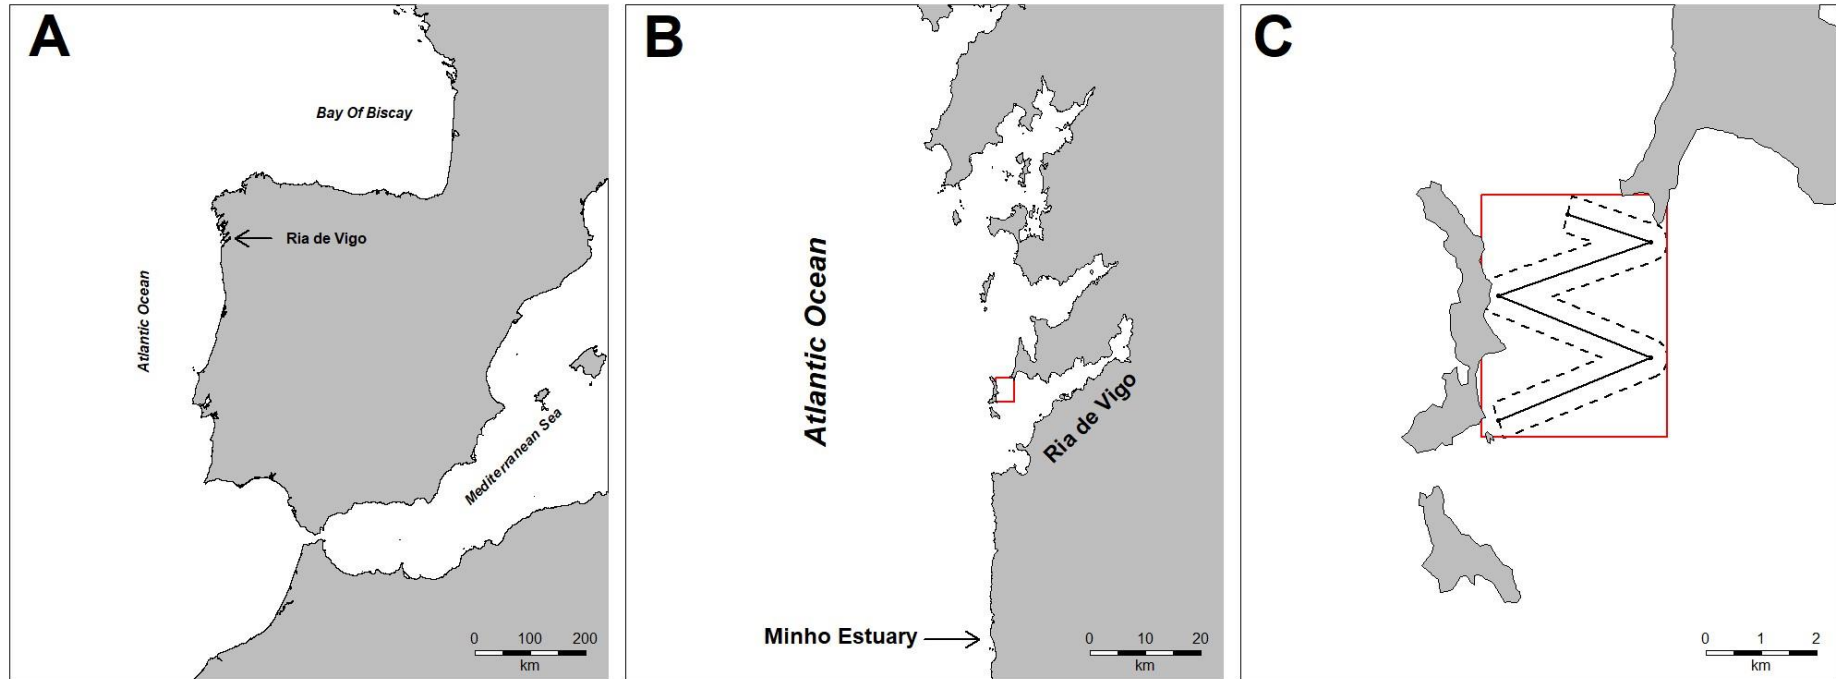 A
Bay Of Biscay
Ria de Vigo
Atlantic Ocean
Mediterranean Sea
0 100 200
km
B
Atlantic Ocean
Ria de Vigo
Minho Estuary
0 10 20
km
C
0 1 2
km